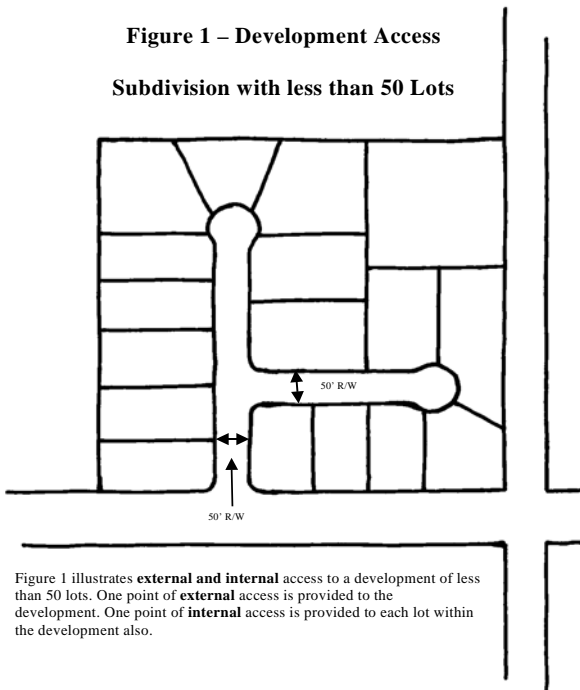 Figure 1 – Development Access
Subdivision with less than 50 Lots
50' R/W
50' R/W
Figure 1 illustrates external and internal access to a development of less
than 50 lots. One point of external access is provided to the
development. One point of internal access is provided to each lot within
the development also.